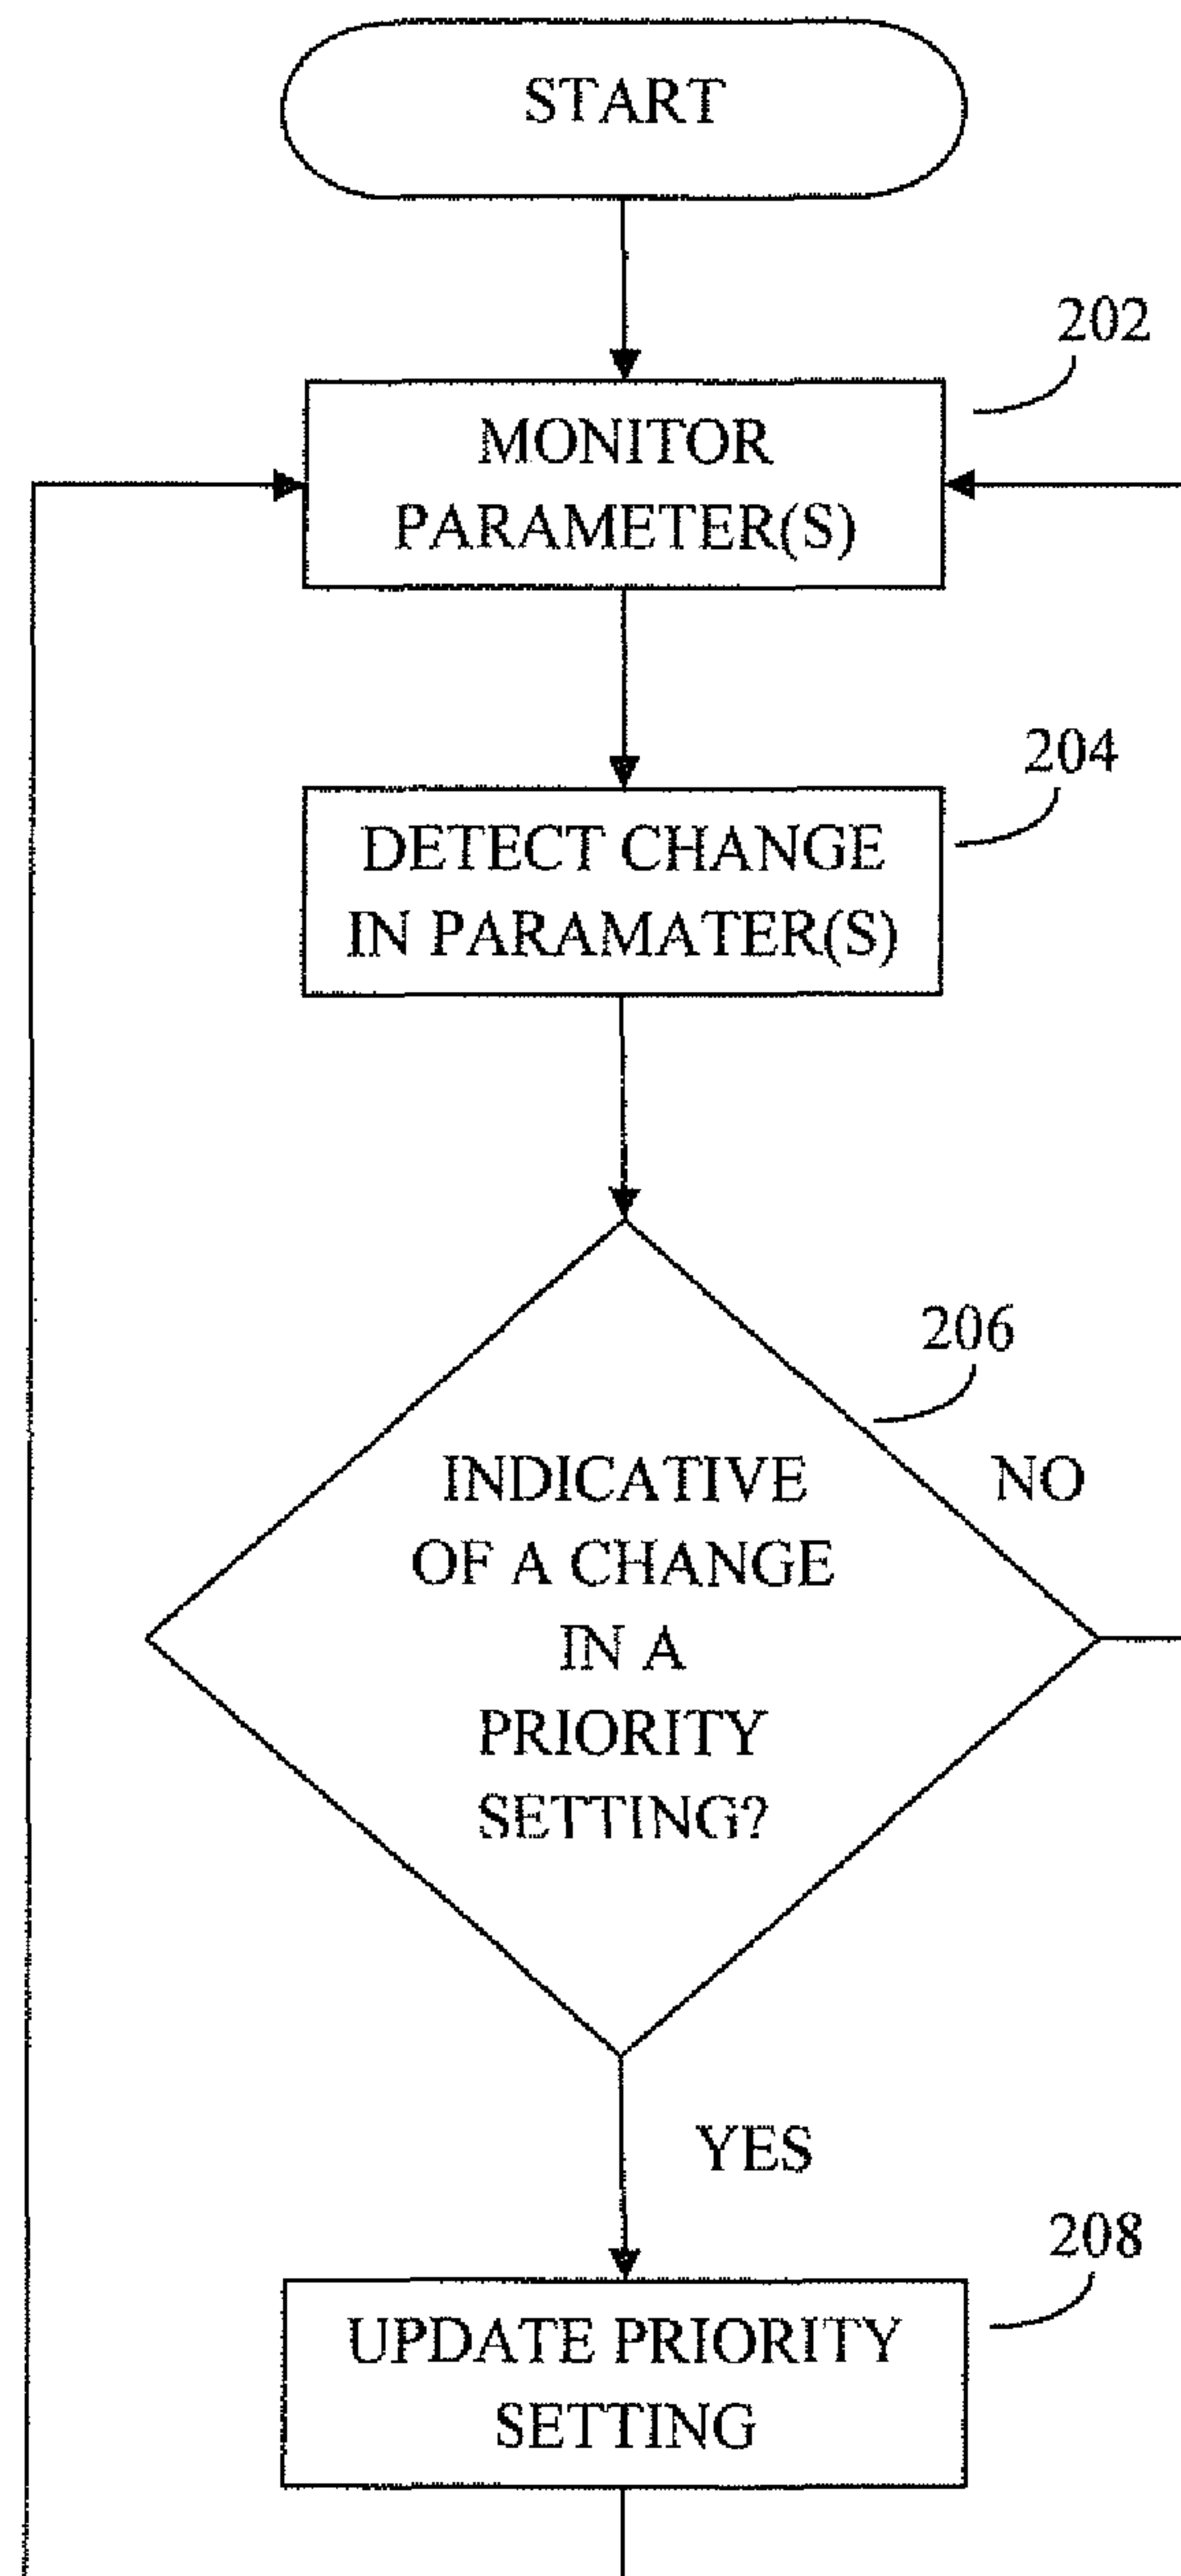 START
202
MONITOR
PARAMETER(S)
204
DETECT CHANGE
IN PARAMATER(S)
206
INDICATIVE
OF A CHANGE
IN A
PRIORITY
SETTING?
NO
YES
208
UPDATE PRIORITY
SETTING